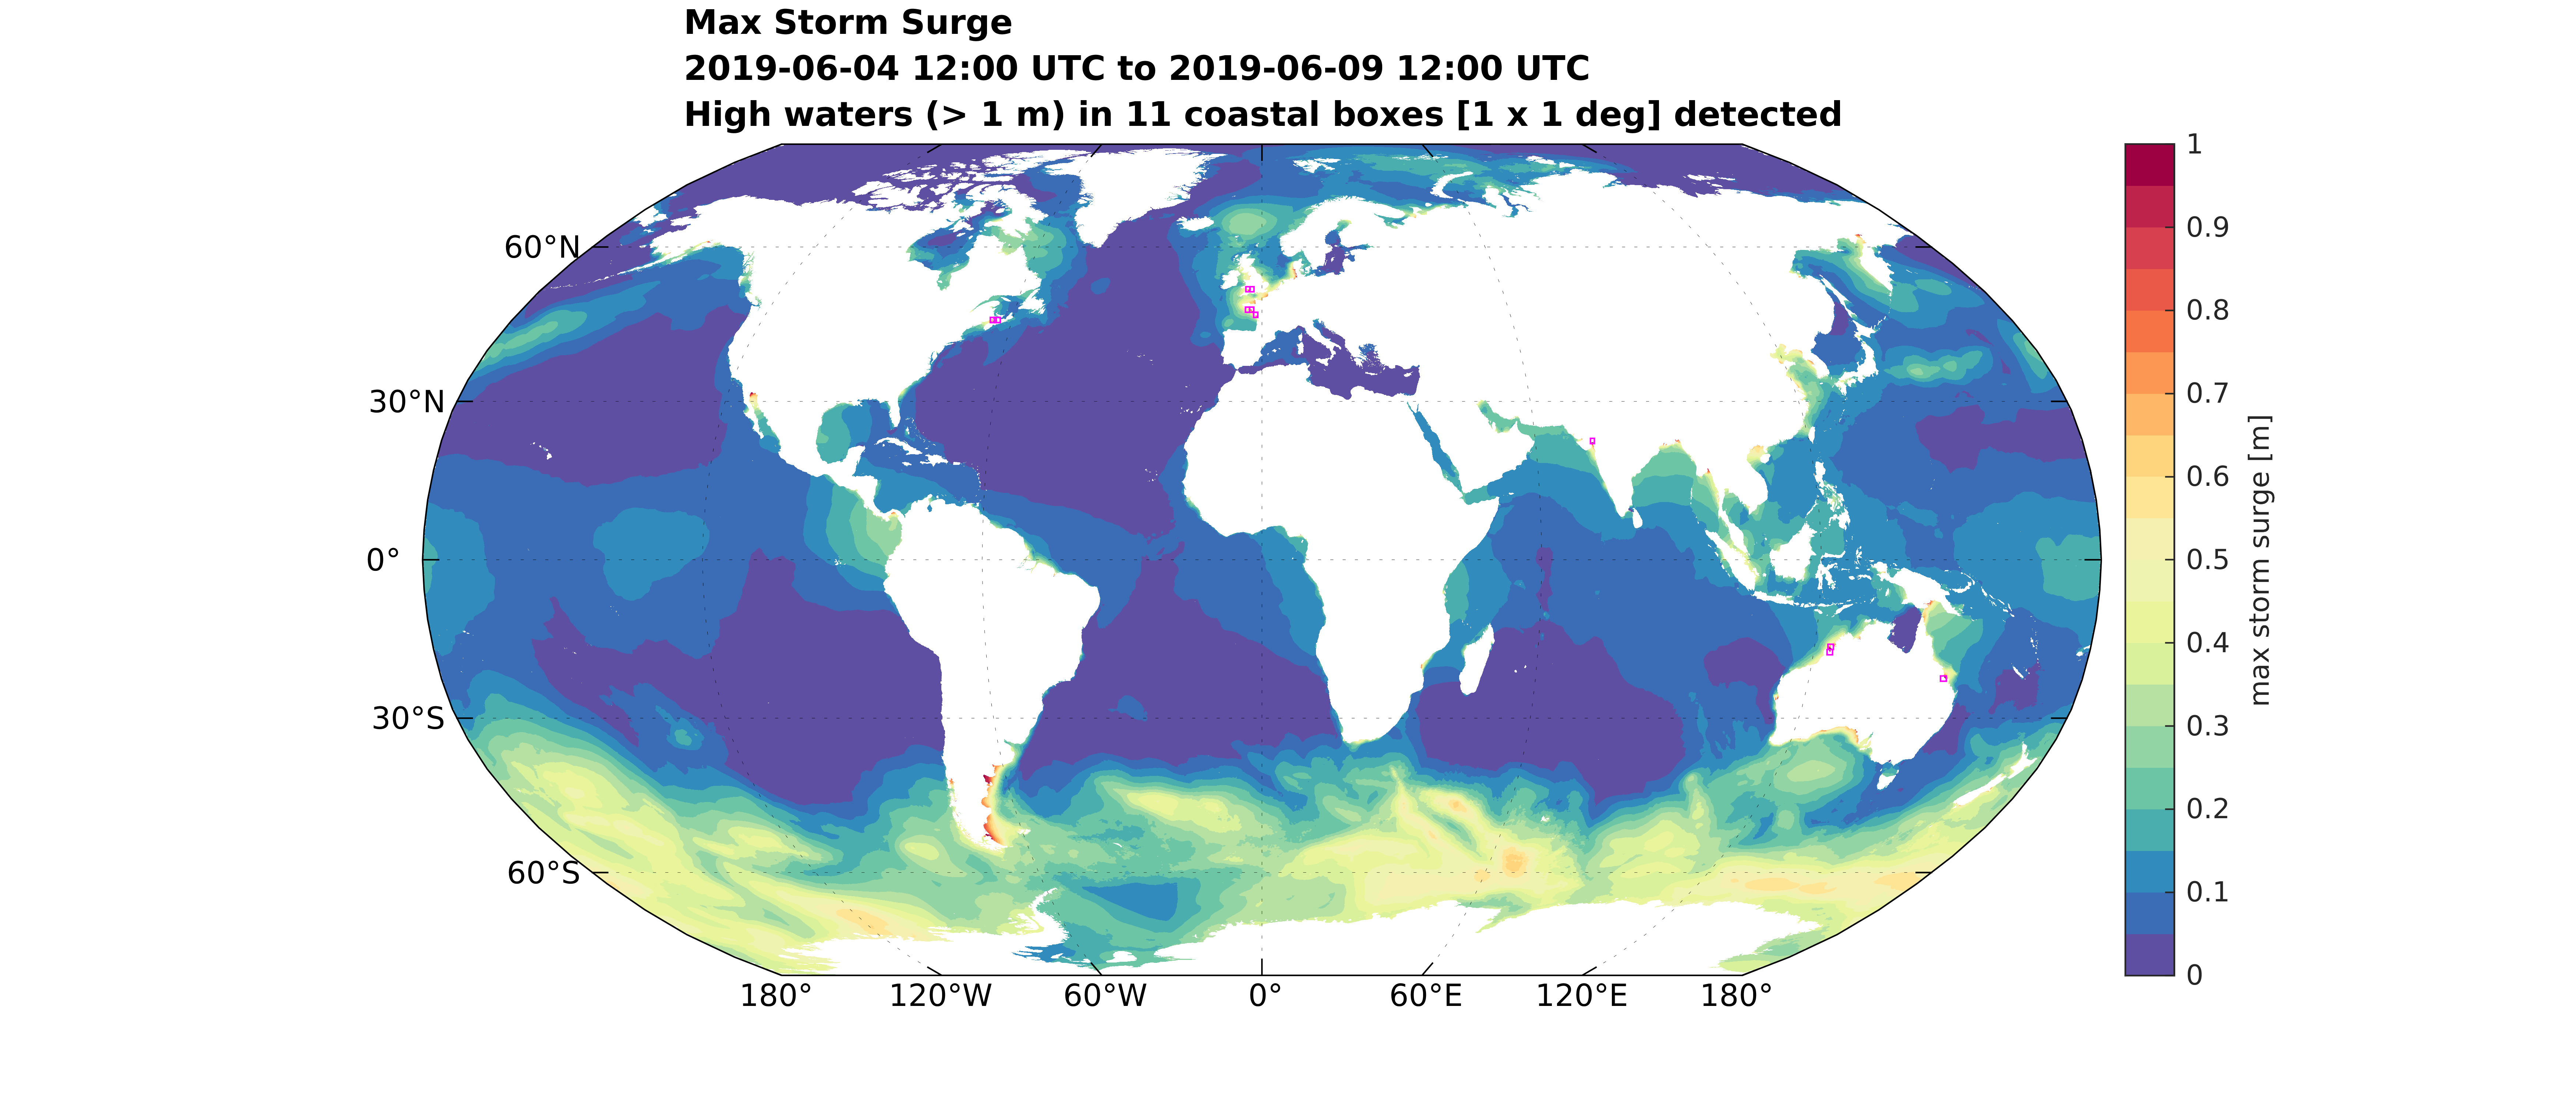 Max Storm Surge
2019-06-04 12:00 UTC to 2019-06-09 12:00 UTC
High waters (> 1 m) in 11 coastal boxes [1 x 1 deg] detected
60°N
30°N
0°
30°S
60°S
180°
120°W
60°W
0°
60°E
120°E
180°
1
0.9
0.8
0.7
0.6
0.5
0.4
0.3
0.2
0.1
0
max storm surge [m]